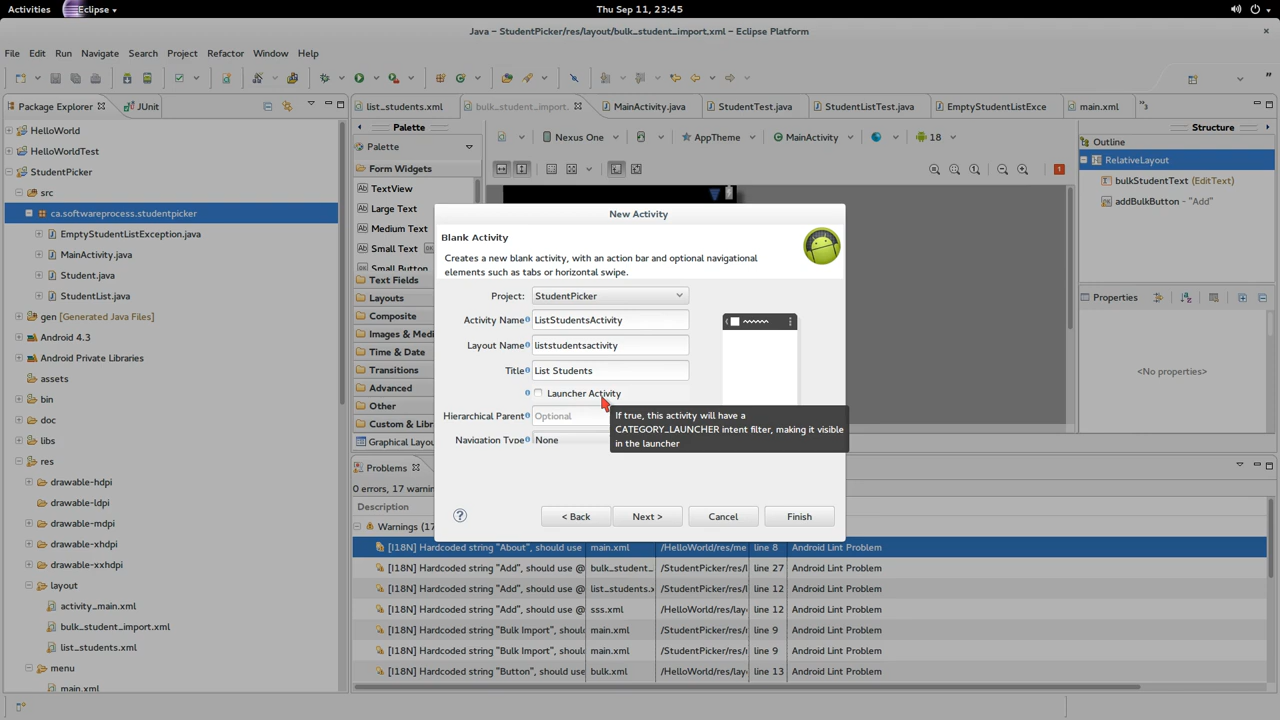 Activities
Eclipse
Thu Sep 11, 23:45
Java – StudentPicker/res/layout/bulk_student_import.xml – Eclipse Platform
File Edit Run Navigate Search Project Refactor Window Help
Package Explorer
JUnit
list_students.xml
bulk_student_import.
MainActivity.java
StudentTest.java
StudentListTest.java
EmptyStudentListExce
main.xml
HelloWorld
HelloWorldTest
StudentPicker
src
ca.softwareprocess.studentpicker
EmptyStudentListException.java
MainActivity.java
Student.java
StudentList.java
gen [Generated Java Files]
Android 4.3
Android Private Libraries
assets
bin
doc
libs
res
drawable-hdpi
drawable-ldpi
drawable-mdpi
drawable-xhdpi
drawable-xxhdpi
layout
activity_main.xml
bulk_student_import.xml
list_students.xml
menu
main.xml
Palette
Palette
Form Widgets
Ab TextView
Ab Large Text
Ab Medium Text
Ab Small Text
OK
Small Button
Text Fields
Layouts
Composite
Images & Medi
Time & Date
Transitions
Advanced
Other
Custom & Libr
Graphical Layou
Nexus One
AppTheme
MainActivity
18
1
Structure
Outline
RelativeLayout
bulkStudentText (EditText)
addBulkButton - "Add"
Properties
<No properties>
New Activity
Blank Activity
Creates a new blank activity, with an action bar and optional navigational
elements such as tabs or horizontal swipe.
Project: StudentPicker
Activity Name ListStudentsActivity
Layout Name liststudentsactivity
Title List Students
Launcher Activity
Hierarchical Parent Optional
Navigation Type None
If true, this activity will have a
CATEGORY_LAUNCHER intent filter, making it visible
in the launcher
?
< Back
Next >
Cancel
Finish
Problems
0 errors, 17 warnin
Description
Warnings (17
[I18N] Hardcoded string "About", should use main.xml /HelloWorld/res/me line 8 Android Lint Problem
[I18N] Hardcoded string "Add", should use @ bulk_student_ /StudentPicker/res/l line 27 Android Lint Problem
[I18N] Hardcoded string "Add", should use @ list_students.x /StudentPicker/res/l line 12 Android Lint Problem
[I18N] Hardcoded string "Add", should use @ sss.xml /HelloWorld/res/lay line 12 Android Lint Problem
[I18N] Hardcoded string "Bulk Import", shoul main.xml /StudentPicker/res/r line 9 Android Lint Problem
[I18N] Hardcoded string "Bulk Import", shoul main.xml /StudentPicker/res/r line 9 Android Lint Problem
[I18N] Hardcoded string "Button", should use bulk.xml /HelloWorld/res/lay line 13 Android Lint Problem